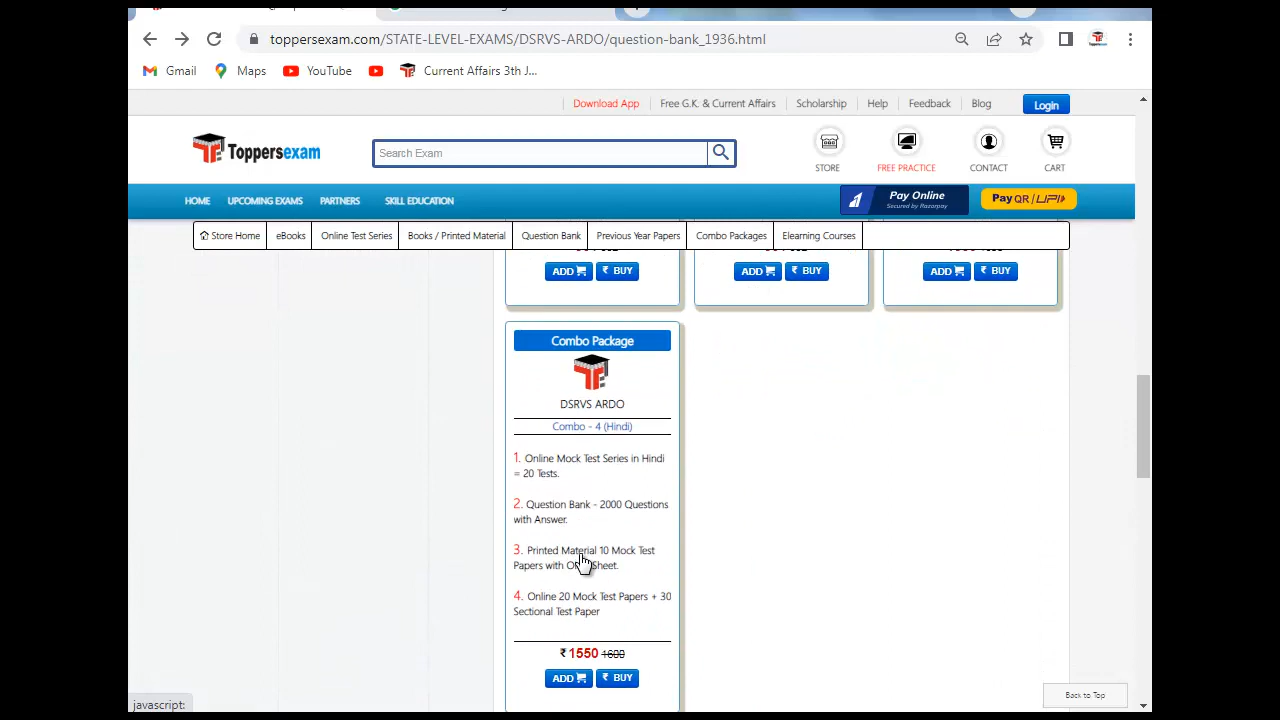 toppersexam.com/STATE-LEVEL-EXAMS/DSRVS-ARDO/question-bank_1936.html
Gmail Maps YouTube Current Affairs 3th J...
Download App Free G.K. & Current Affairs Scholarship Help Feedback Blog Login
Toppersexam
Search Exam
STORE FREE PRACTICE CONTACT CART
HOME UPCOMING EXAMS PARTNERS SKILL EDUCATION
Pay Online
Secured by Razorpay
Pay QR/UPI
Store Home eBooks Online Test Series Books / Printed Material Question Bank Previous Year Papers Combo Packages Elearning Courses
ADD ₹ BUY ADD ₹ BUY ADD ₹ BUY
Combo Package
DSRVS ARDO
Combo - 4 (Hindi)
1. Online Mock Test Series in Hindi
= 20 Tests.
2. Question Bank - 2000 Questions
with Answer.
3. Printed Material 10 Mock Test
Papers with Sheet.
4. Online 20 Mock Test Papers + 30
Sectional Test Paper
₹ 1550 1600
ADD ₹ BUY
Back to Top
javascript: